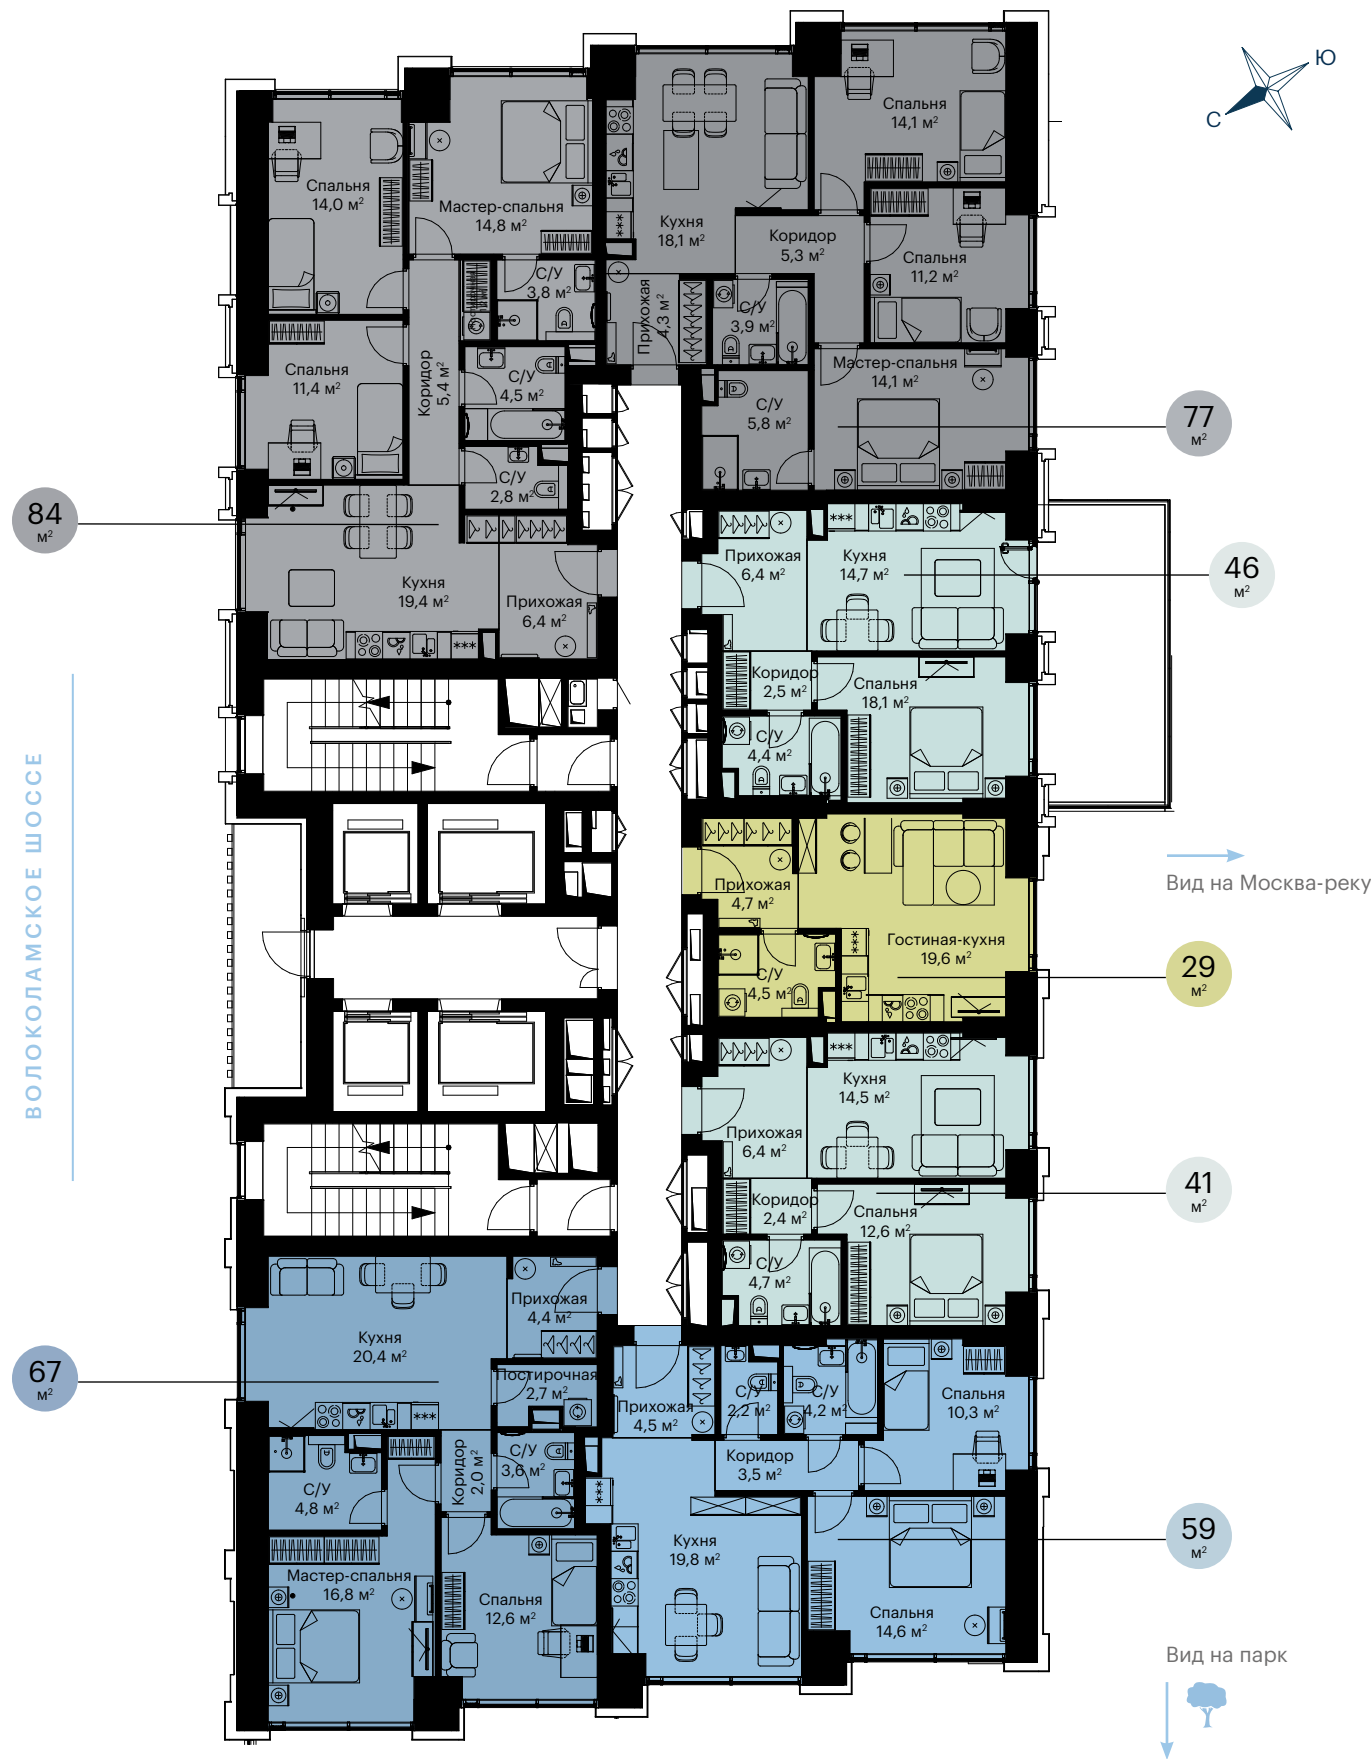 Ю
С
Спальня
14,0 м²
Мастер-спальня
14,8 м²
С/У
3,8 м²
Спальня
11,4 м²
Коридор
5,4 м²
С/У
4,5 м²
С/У
2,8 м²
Кухня
19,4 м²
Прихожая
6,4 м²
84
м²
Кухня
18,1 м²
Спальня
14,1 м²
Коридор
5,3 м²
Спальня
11,2 м²
Прихожая
4,3 м²
С/У
3,9 м²
Мастер-спальня
14,1 м²
С/У
5,8 м²
77
м²
Прихожая
6,4 м²
Кухня
14,7 м²
Коридор
2,5 м²
Спальня
18,1 м²
С/У
4,4 м²
46
м²
ВОЛОКОЛАМСКОЕ ШОССЕ
Вид на Москва-реку
Прихожая
4,7 м²
Гостиная-кухня
19,6 м²
С/У
4,5 м²
29
м²
Кухня
14,5 м²
Прихожая
6,4 м²
Коридор
2,4 м²
Спальня
12,6 м²
С/У
4,7 м²
41
м²
Прихожая
4,4 м²
Кухня
20,4 м²
Постирочная
2,7 м²
Коридор
2,0 м²
С/У
3,6 м²
С/У
4,8 м²
Мастер-спальня
16,8 м²
Спальня
12,6 м²
67
м²
Прихожая
4,5 м²
С/У
2,2 м²
С/У
4,2 м²
Спальня
10,3 м²
Коридор
3,5 м²
Кухня
19,8 м²
Спальня
14,6 м²
59
м²
Вид на парк